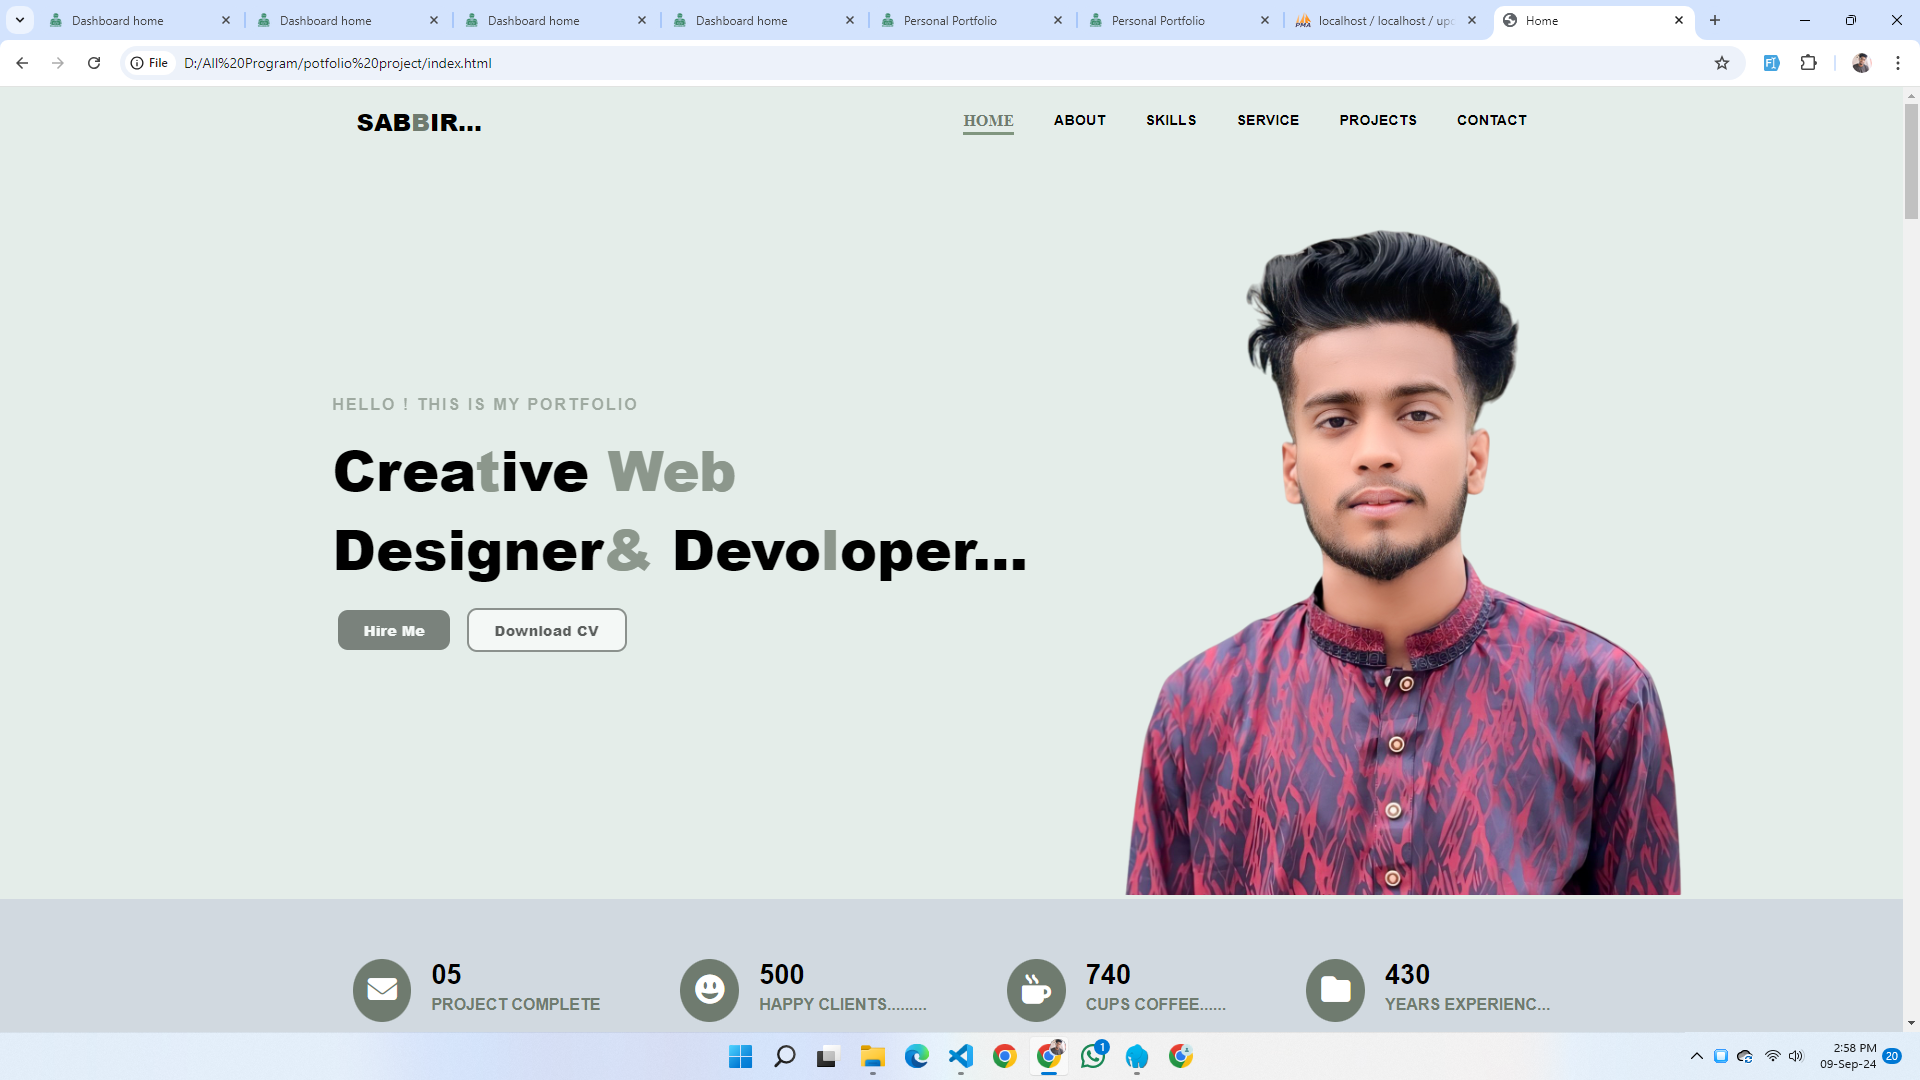 Dashboard home
Dashboard home
Dashboard home
Dashboard home
Personal Portfolio
Personal Portfolio
localhost / localhost /
Home
File
D:/All%20Program/potfolio%20project/index.html
SABBIR...
HOME
ABOUT
SKILLS
SERVICE
PROJECTS
CONTACT
HELLO ! THIS IS MY PORTFOLIO
Creative Web
Designer& Devoloper...
Hire Me
Download CV
05
PROJECT COMPLETE
500
HAPPY CLIENTS.........
740
CUPS COFFEE......
430
YEARS EXPERIENC...
1
2:58 PM
09-Sep-24
20